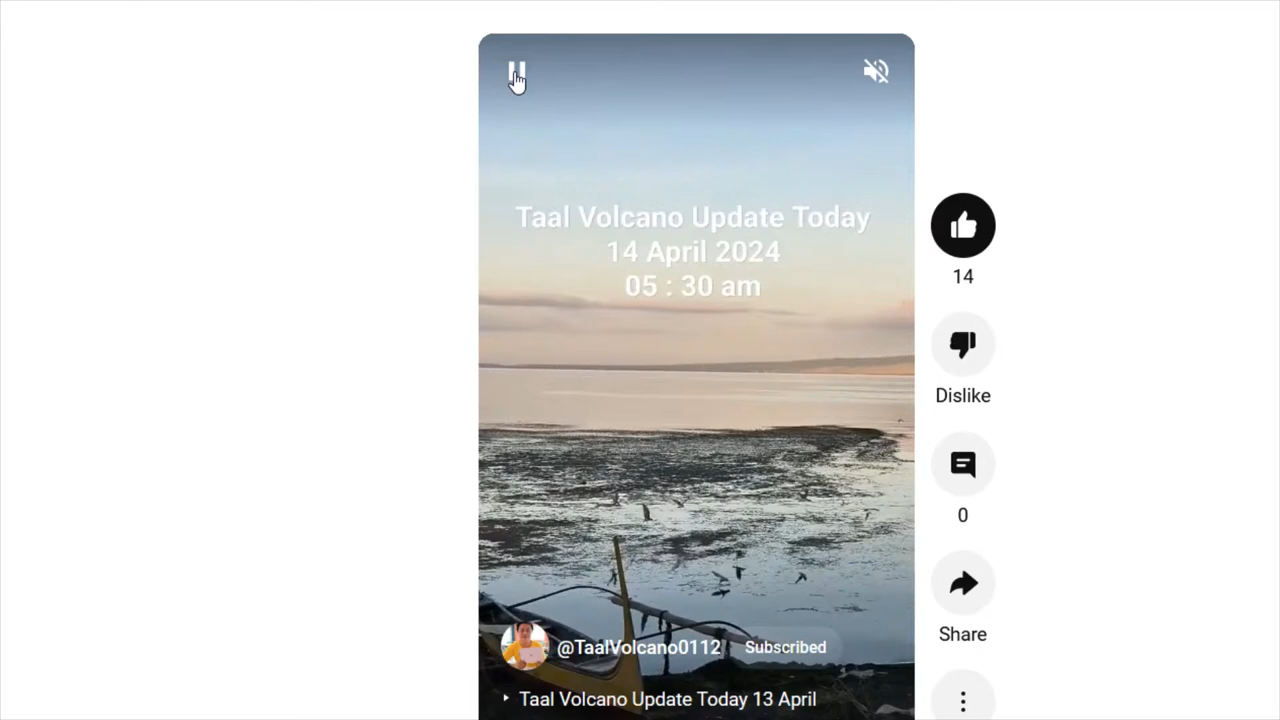 Taal Volcano Update Today
14 April 2024
05 : 30 am
14
Dislike
0
Share
@TaalVolcano0112 Subscribed
Taal Volcano Update Today 13 April